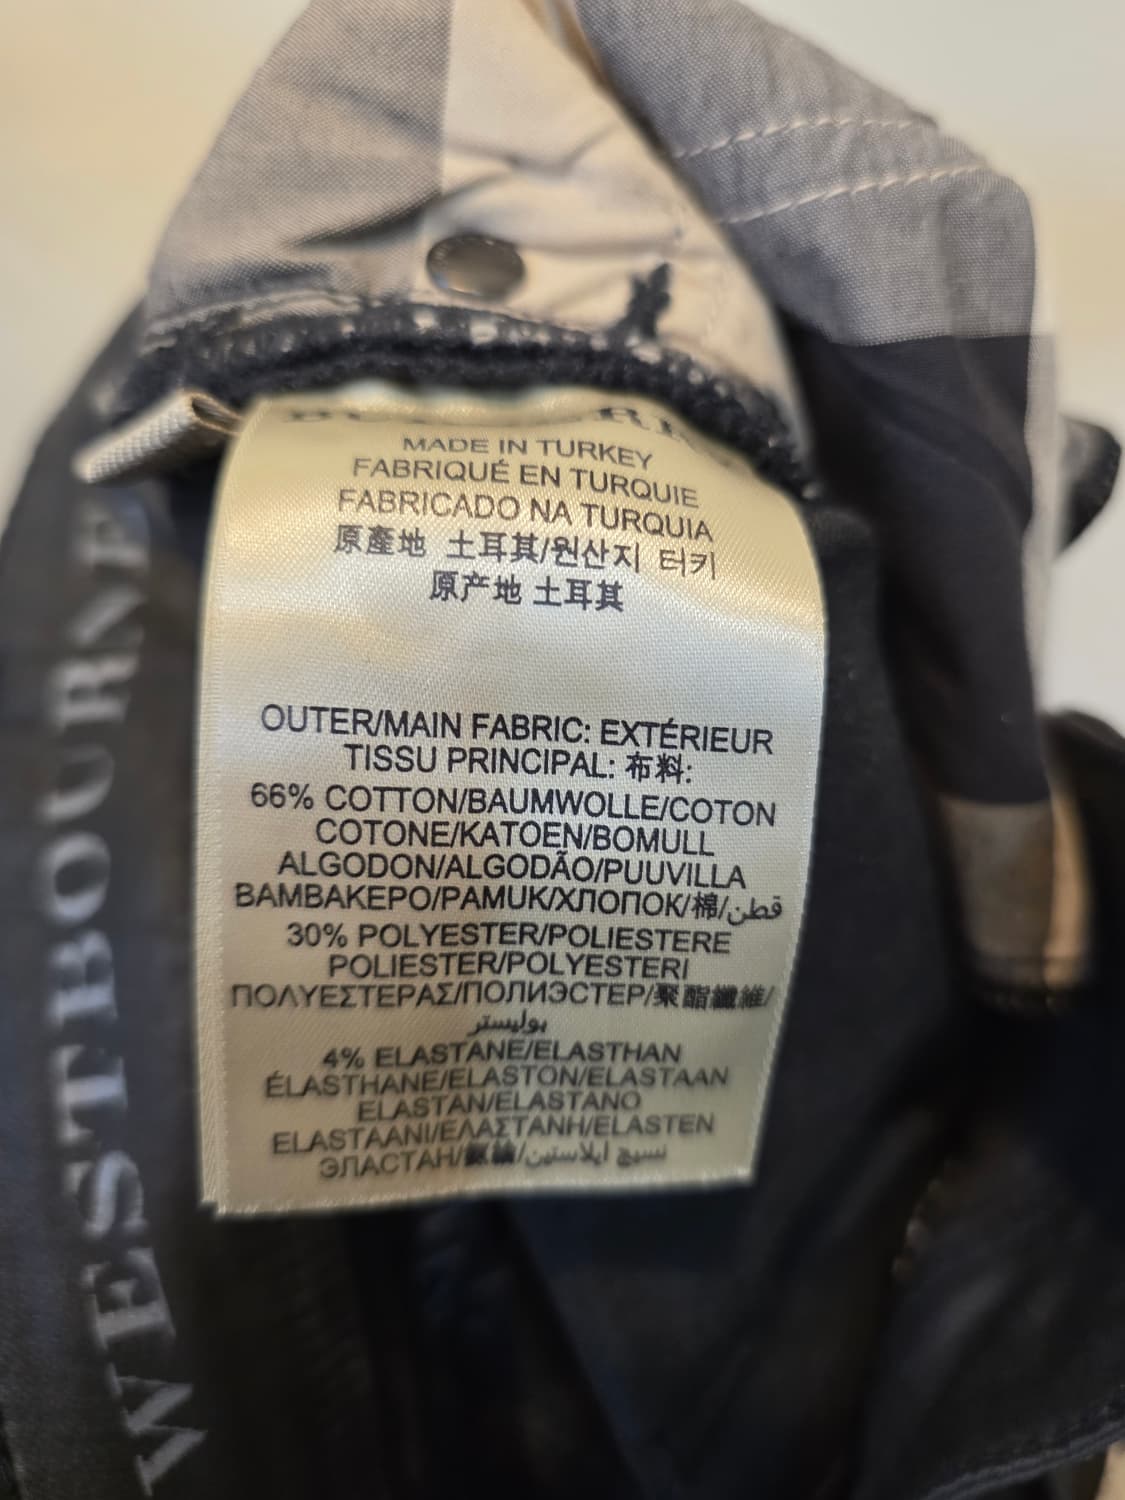 MADE IN TURKEY
FABRIQUÉ EN TURQUIE
FABRICADO NA TURQUIA
原產地 土耳其/원산지 터키
原产地 土耳其
OUTER/MAIN FABRIC: EXTÉRIEUR
TISSU PRINCIPAL: 布料:
66% COTTON/BAUMWOLLE/COTON
COTONE/KATOEN/BOMULL
ALGODON/ALGODÃO/PUUVILLA
BAMBAKEPO/PAMUK/ХЛОПОК/棉/قطن
30% POLYESTER/POLIESTERE
POLIESTER/POLYESTERI
ΠΟΛΥΕΣΤΕΡΑΣ/ПОЛИЭСТЕР/聚酯纖維/
بوليستر
4% ELASTANE/ELASTHAN
ÉLASTHANE/ELASTON/ELASTAAN
ELASTAN/ELASTANO
ELASTAANI/ΕΛΑΣΤΑΝΗ/ELASTEN
ЭЛАСТАН/نسيج ايلاستين
WESTBOURNE